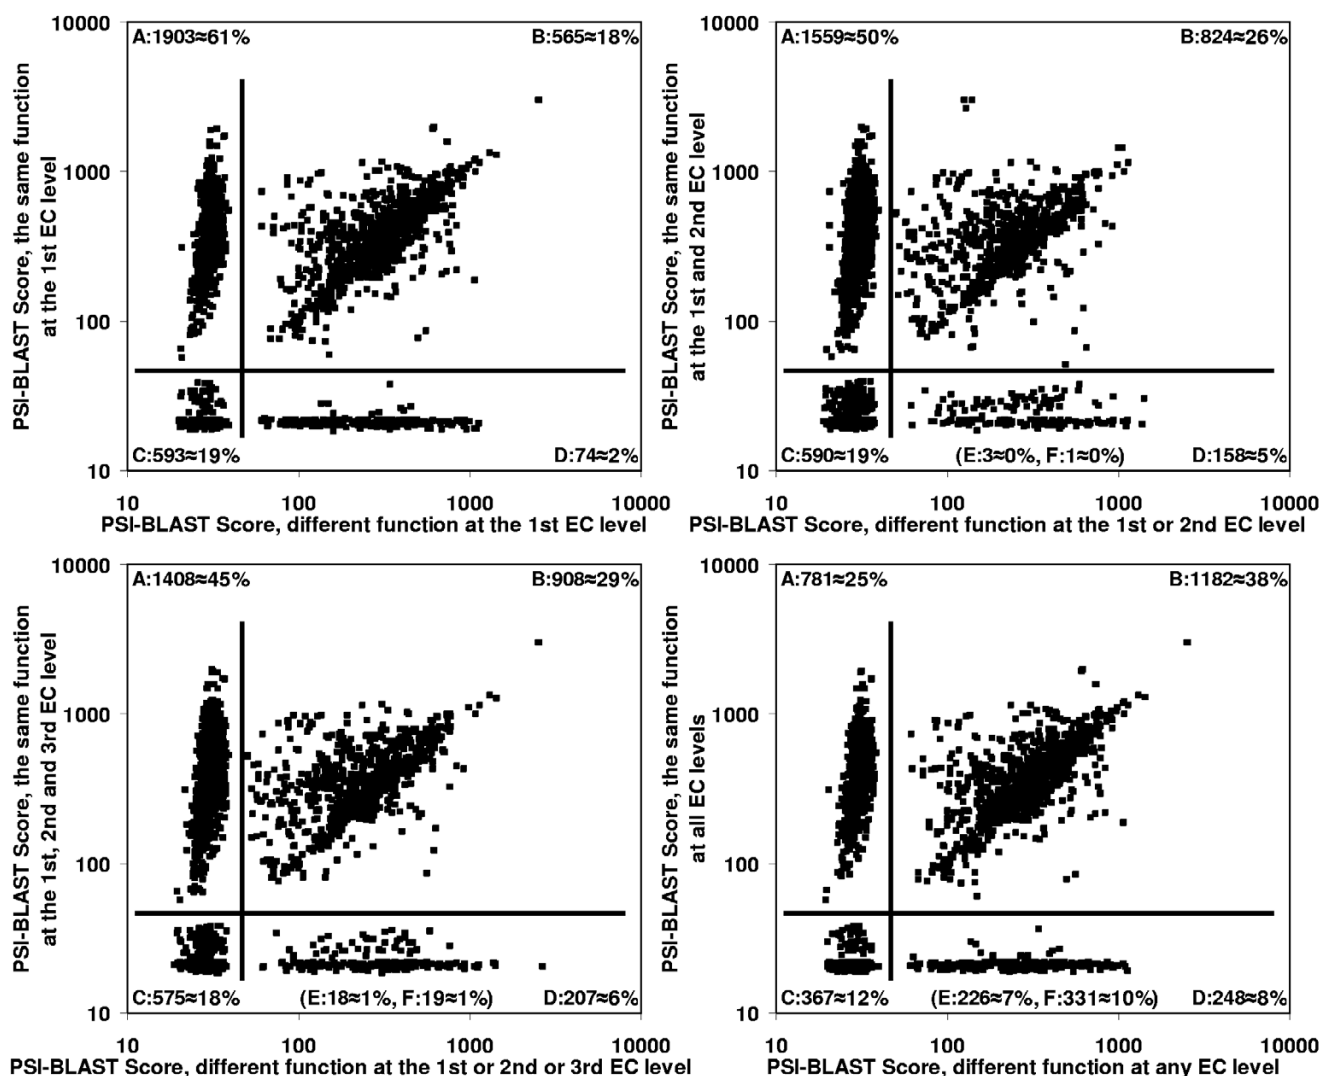 10000
A:1903≈61%
B:565≈18%
1000
100
10
C:593≈19%
D:74≈2%
10
100
1000
10000
PSI-BLAST Score, the same function
at the 1st EC level
PSI-BLAST Score, different function at the 1st EC level
10000
A:1559≈50%
B:824≈26%
1000
100
10
C:590≈19%
(E:3≈0%, F:1≈0%)
D:158≈5%
10
100
1000
10000
PSI-BLAST Score, the same function
at the 1st and 2nd EC level
PSI-BLAST Score, different function at the 1st or 2nd EC level
10000
A:1408≈45%
B:908≈29%
1000
100
10
C:575≈18%
(E:18≈1%, F:19≈1%)
D:207≈6%
10
100
1000
10000
PSI-BLAST Score, the same function
at the 1st, 2nd and 3rd EC level
PSI-BLAST Score, different function at the 1st or 2nd or 3rd EC level
10000
A:781≈25%
B:1182≈38%
1000
100
10
C:367≈12%
(E:226≈7%, F:331≈10%)
D:248≈8%
10
100
1000
10000
PSI-BLAST Score, the same function
at all EC levels
PSI-BLAST Score, different function at any EC level